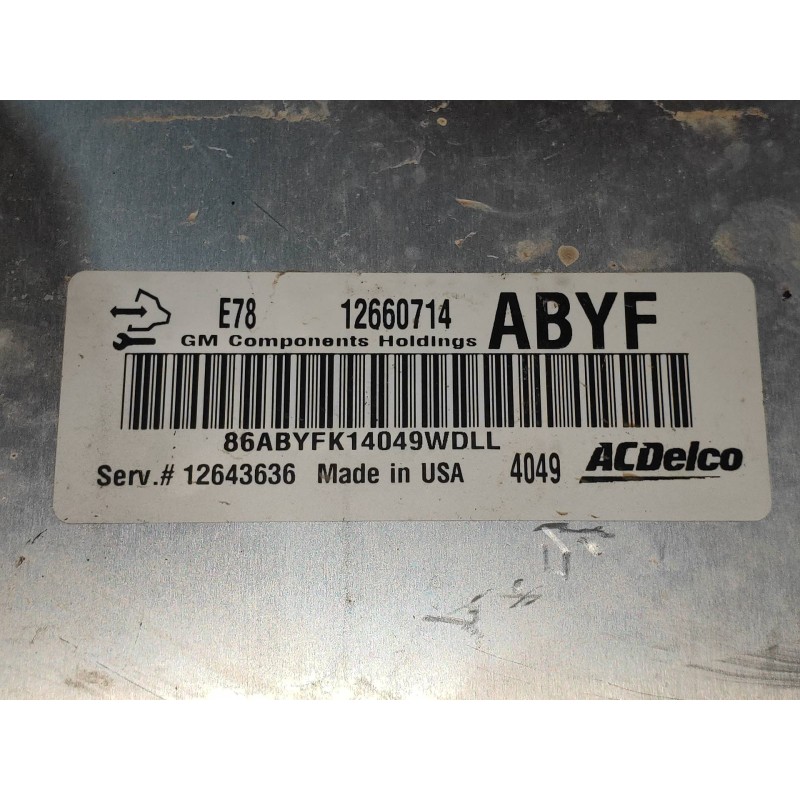 E78 12660714 ABYF
GM Components Holdings
86ABYFK14049WDLL
Serv.# 12643636 Made in USA 4049 ACDelco